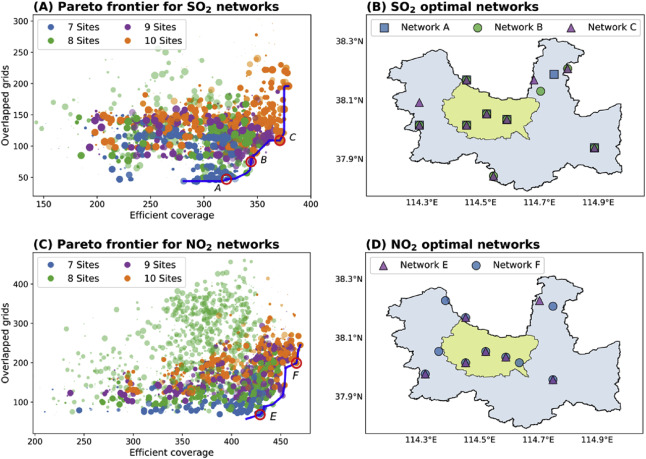 (A) Pareto frontier for SO₂ networks
7 Sites
9 Sites
8 Sites
10 Sites
Overlapped grids
300
250
200
150
100
50
A
B
C
150
200
250
300
350
400
Efficient coverage
(B) SO₂ optimal networks
Network A
Network B
Network C
38.3°N
38.1°N
37.9°N
114.3°E
114.5°E
114.7°E
114.9°E
(C) Pareto frontier for NO₂ networks
7 Sites
9 Sites
8 Sites
10 Sites
Overlapped grids
400
300
200
100
E
F
200
250
300
350
400
450
Efficient coverage
(D) NO₂ optimal networks
Network E
Network F
38.3°N
38.1°N
37.9°N
114.3°E
114.5°E
114.7°E
114.9°E